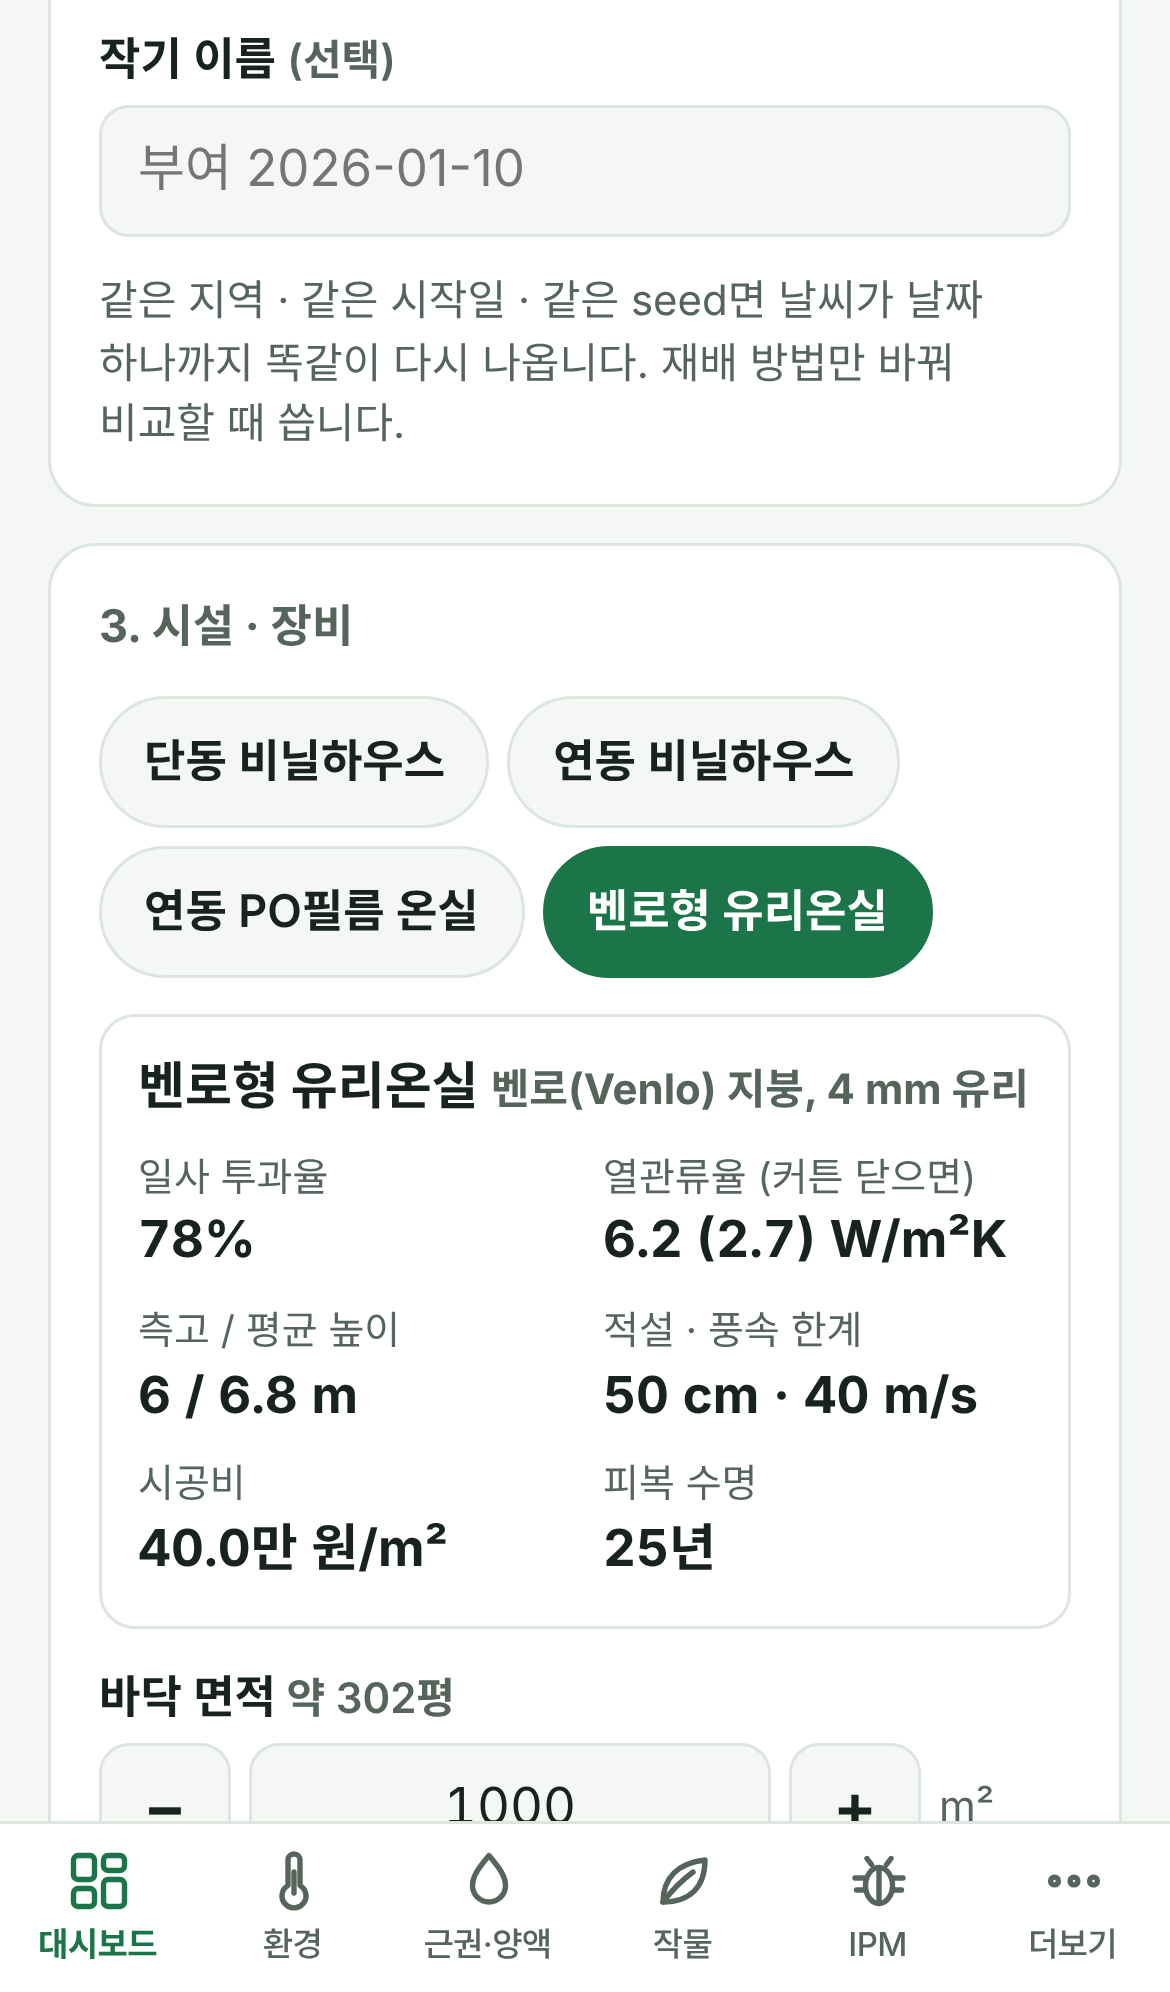 작기 이름 (선택)
부여 2026-01-10
같은 지역 · 같은 시작일 · 같은 seed면 날씨가 날짜
하나까지 똑같이 다시 나옵니다. 재배 방법만 바꿔
비교할 때 씁니다.
3. 시설 · 장비
단동 비닐하우스
연동 비닐하우스
연동 PO필름 온실
벤로형 유리온실
벤로형 유리온실 벤로(Venlo) 지붕, 4 mm 유리
일사 투과율
78%
열관류율 (커튼 닫으면)
6.2 (2.7) W/m²K
측고 / 평균 높이
6 / 6.8 m
적설 · 풍속 한계
50 cm · 40 m/s
시공비
40.0만 원/m²
피복 수명
25년
바닥 면적 약 302평
− 1000 + m²
대시보드
환경
근권·양액
작물
IPM
더보기